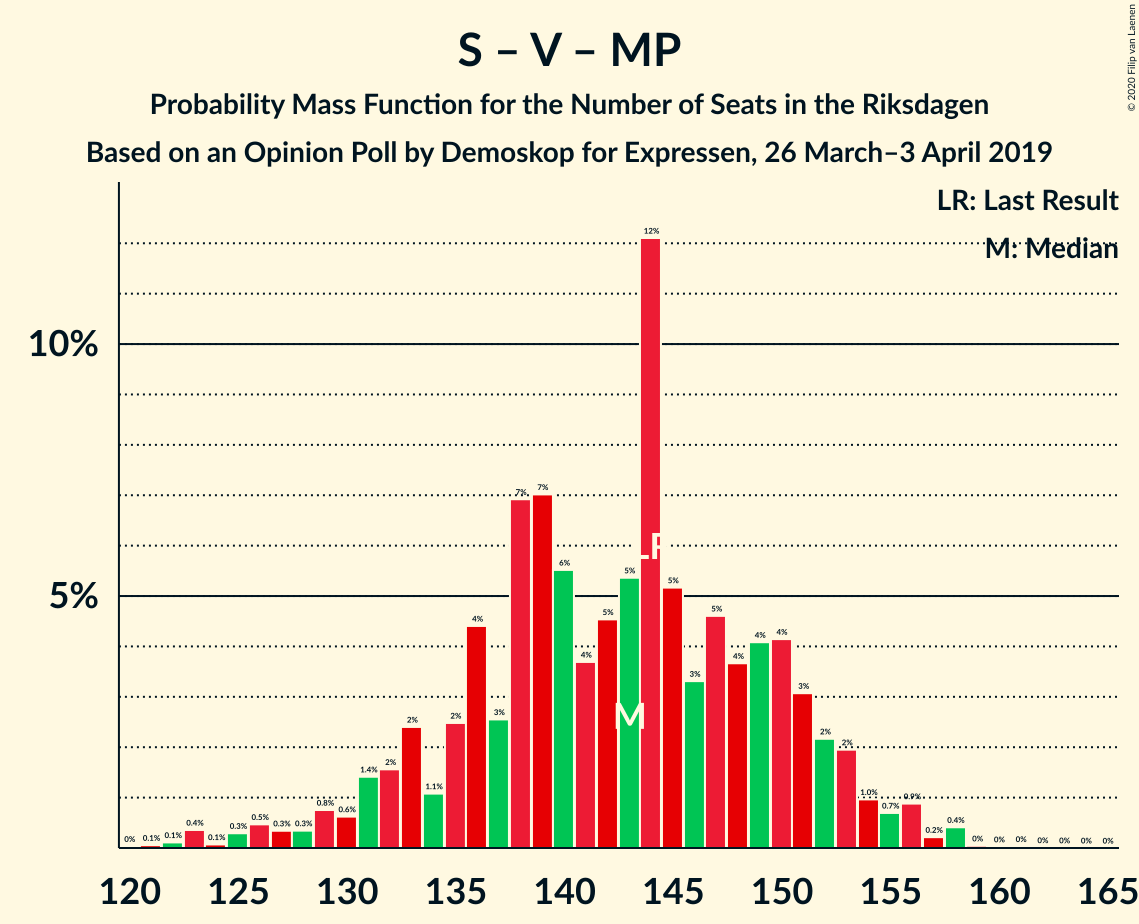 S – V – MP
Probability Mass Function for the Number of Seats in the Riksdagen
Based on an Opinion Poll by Demoskop for Expressen, 26 March–3 April 2019
© 2020 Filip van Laenen
LR: Last Result
M: Median
10%
5%
0% 0.1% 0.1% 0.4% 0.1% 0.3% 0.5% 0.3% 0.3% 0.8% 0.6% 1.4% 2% 2% 1.1% 2% 4% 3% 7% 7% 6% 4% 5% 5% 12% 5% 3% 5% 4% 4% 4% 3% 2% 2% 1.0% 0.7% 0.9% 0.2% 0.4% 0% 0% 0% 0% 0% 0% 0%
LR
M
120 125 130 135 140 145 150 155 160 165